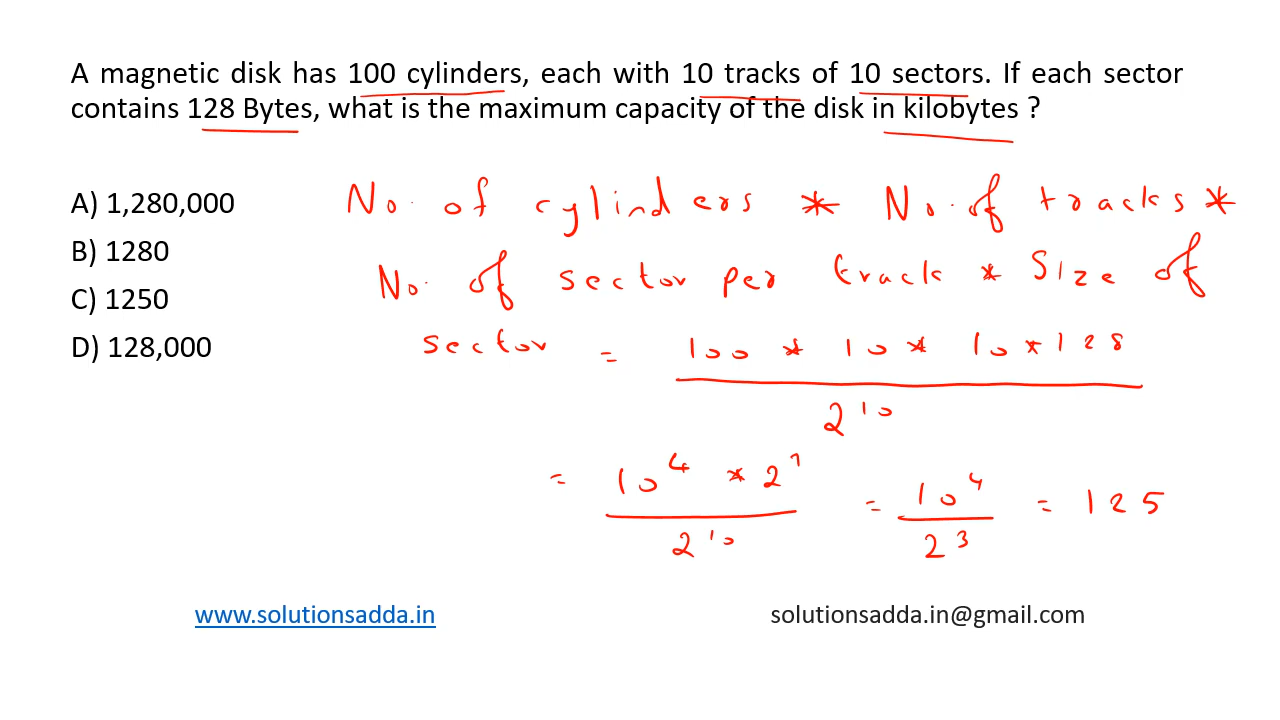 A magnetic disk has 100 cylinders, each with 10 tracks of 10 sectors. If each sector
contains 128 Bytes, what is the maximum capacity of the disk in kilobytes ?
A) 1,280,000
B) 1280
C) 1250
D) 128,000
No. of cylinders * No. of tracks *
No. of sector per track * Size of
sector = 100 * 10 * 10 * 128
2^10
= 10^4 * 2^7 / 2^10 = 10^4 / 2^3 = 125
www.solutionsadda.in
solutionsadda.in@gmail.com